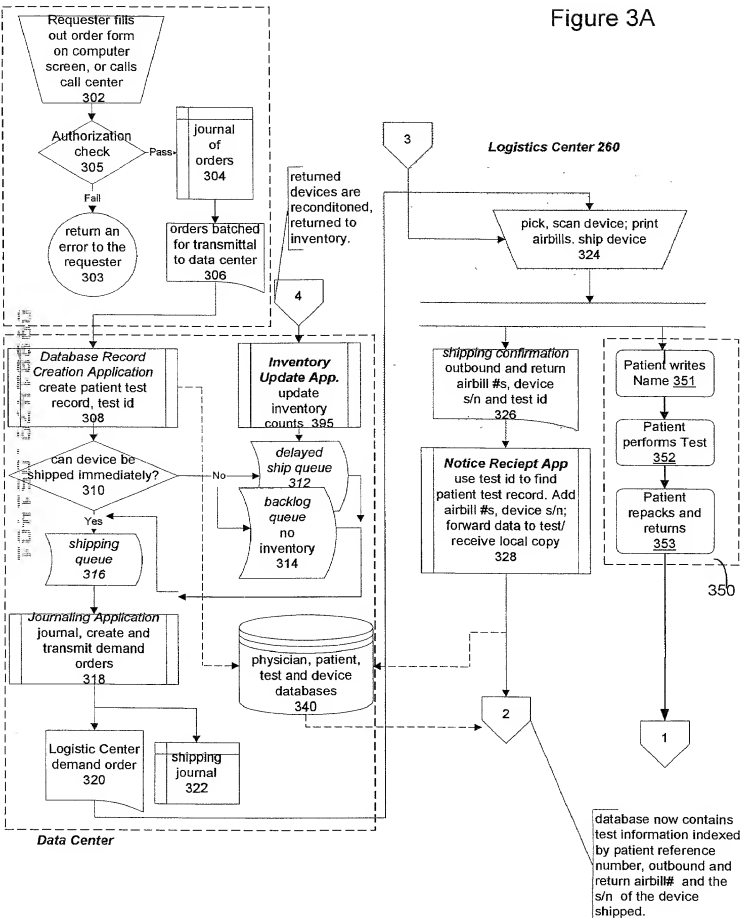 Figure 3A
Requester fills
out order form
on computer
screen, or calls
call center
302
Authorization
check
305
Pass
Fail
return an
error to the
requester
303
journal
of
orders
304
orders batched
for transmittal
to data center
306
returned
devices are
reconditoned,
returned to
inventory.
4
3
Logistics Center 260
pick, scan device; print
airbills. ship device
324
Database Record
Creation Application
create patient test
record, test id
308
Inventory
Update App.
update
inventory
counts 395
can device be
shipped immediately?
310
No
Yes
delayed
ship queue
312
backlog
queue
no
inventory
314
shipping
queue
316
Journaling Application
journal, create and
transmit demand
orders
318
physician, patient,
test and device
databases
340
Logistic Center
demand order
320
shipping
journal
322
Data Center
shipping confirmation
outbound and return
airbill #s, device
s/n and test id
326
Notice Reciept App
use test id to find
patient test record. Add
airbill #s, device s/n;
forward data to test/
receive local copy
328
2
Patient writes
Name 351
Patient
performs Test
352
Patient
repacks and
returns
353
350
1
database now contains
test information indexed
by patient reference
number, outbound and
return airbill# and the
s/n of the device
shipped.